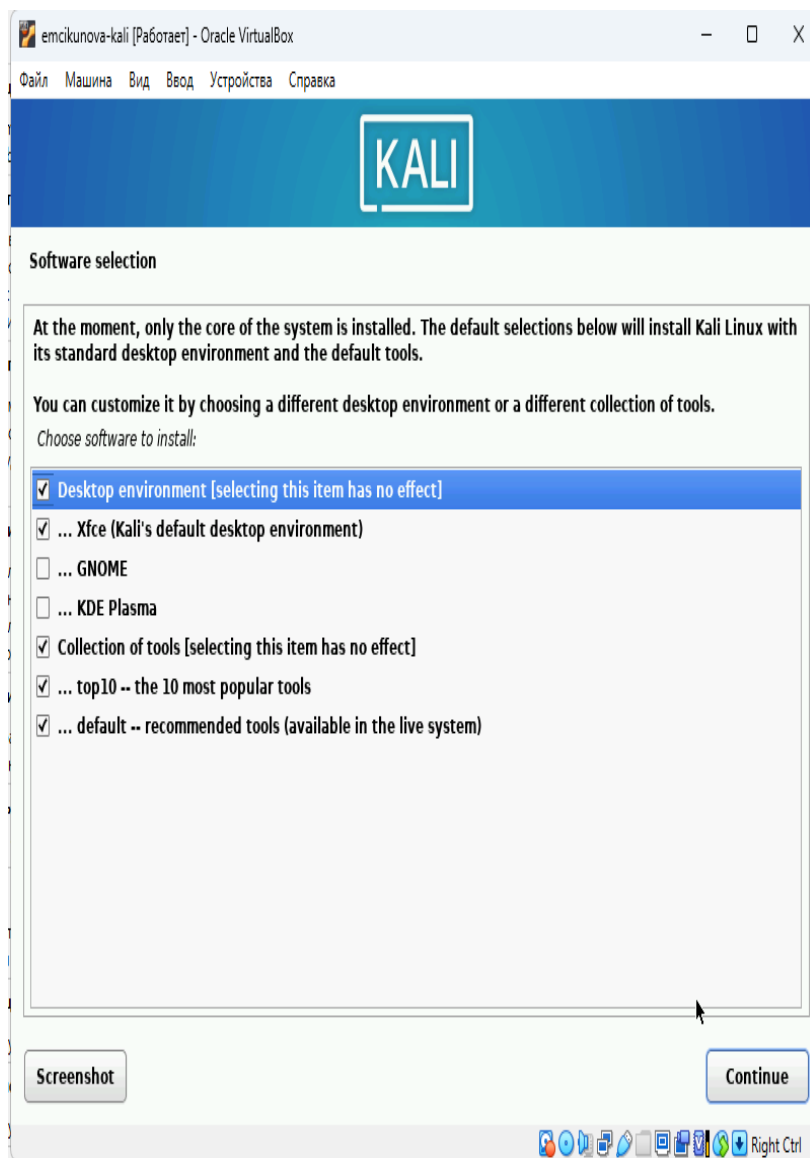 emcikunova-kali [Работает] - Oracle VirtualBox
Файл Машина Вид Ввод Устройства Справка
KALI
Software selection
At the moment, only the core of the system is installed. The default selections below will install Kali Linux with
its standard desktop environment and the default tools.
You can customize it by choosing a different desktop environment or a different collection of tools.
Choose software to install:
Desktop environment [selecting this item has no effect]
... Xfce (Kali's default desktop environment)
... GNOME
... KDE Plasma
Collection of tools [selecting this item has no effect]
... top10 -- the 10 most popular tools
... default -- recommended tools (available in the live system)
Screenshot
Continue
Right Ctrl